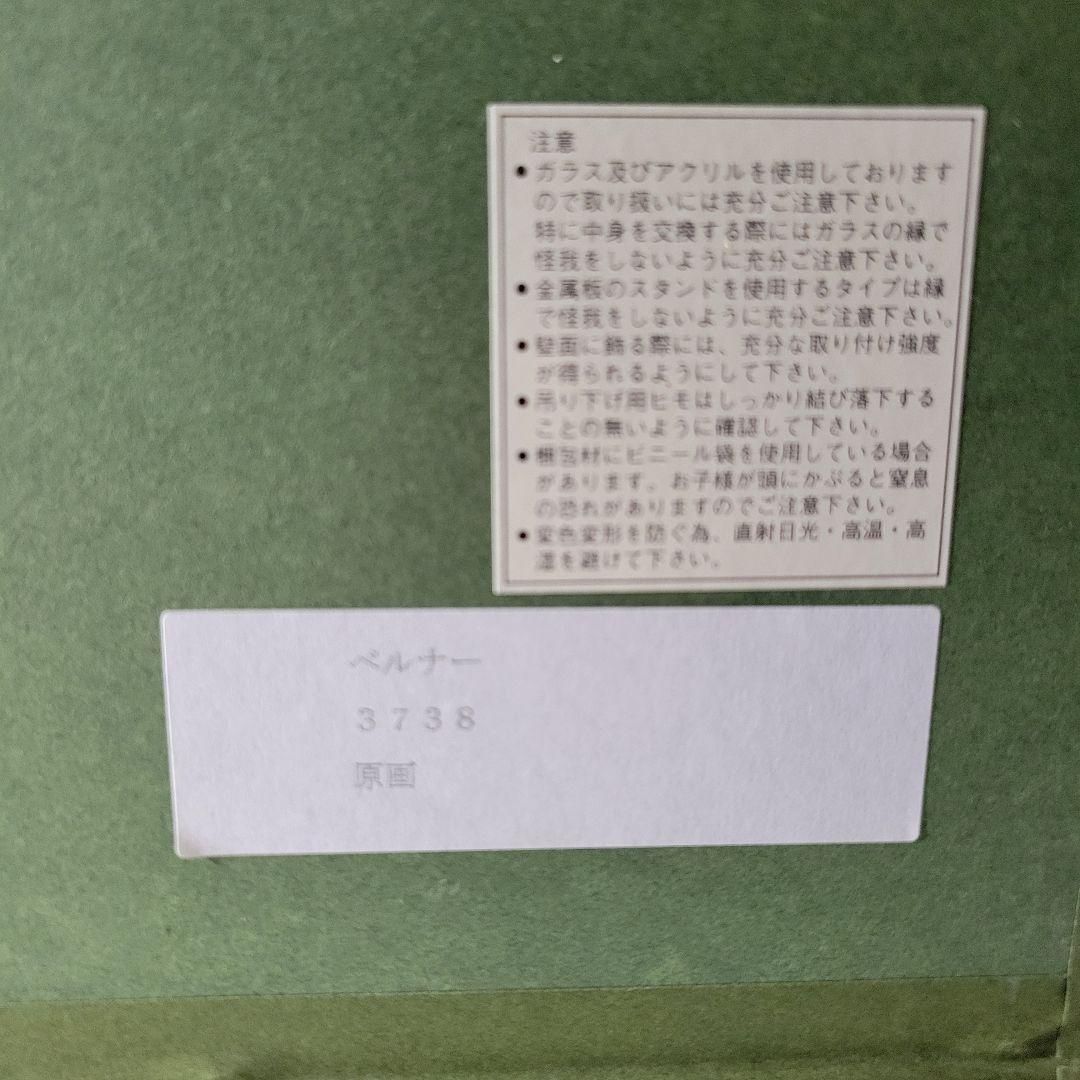 注意
● ガラス及びアクリルを使用しております
ので取り扱いには充分ご注意下さい。
特に中身を交換する際にはガラスの縁で
怪我をしないように充分ご注意下さい。
● 金属板のスタンドを使用するタイプは縁
で怪我をしないように充分ご注意下さい。
● 壁面に飾る際には、充分な取り付け強度
が得られるようにして下さい。
● 吊り下げ用ヒモはしっかり結び落下する
ことの無いように確認して下さい。
● 梱包材にビニール袋を使用している場合
があります。お子様が頭にかぶると窒息
の恐れがありますのでご注意下さい。
● 変色変形を防ぐ為、直射日光・高温・高
湿を避けて下さい。
ベルナー
3738
原画